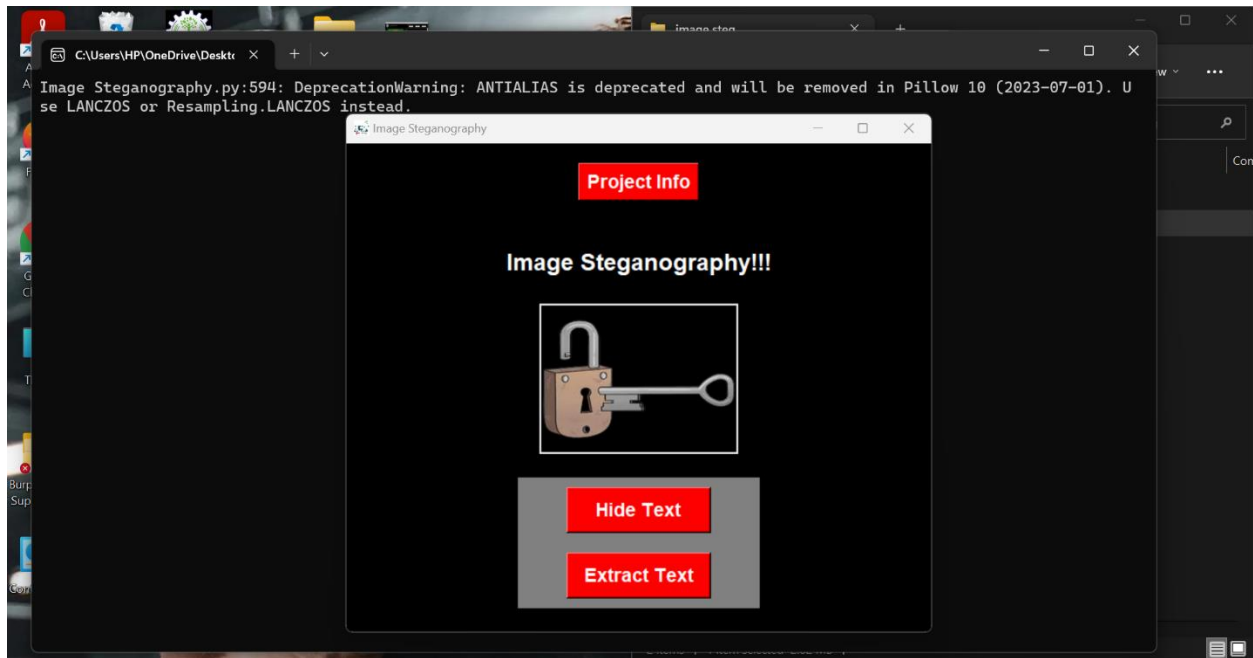 image steg
C:\Users\HP\OneDrive\Deskt
Image Steganography.py:594: DeprecationWarning: ANTIALIAS is deprecated and will be removed in Pillow 10 (2023-07-01). U
se LANCZOS or Resampling.LANCZOS instead.
Image Steganography
Project Info
Image Steganography!!!
Hide Text
Extract Text